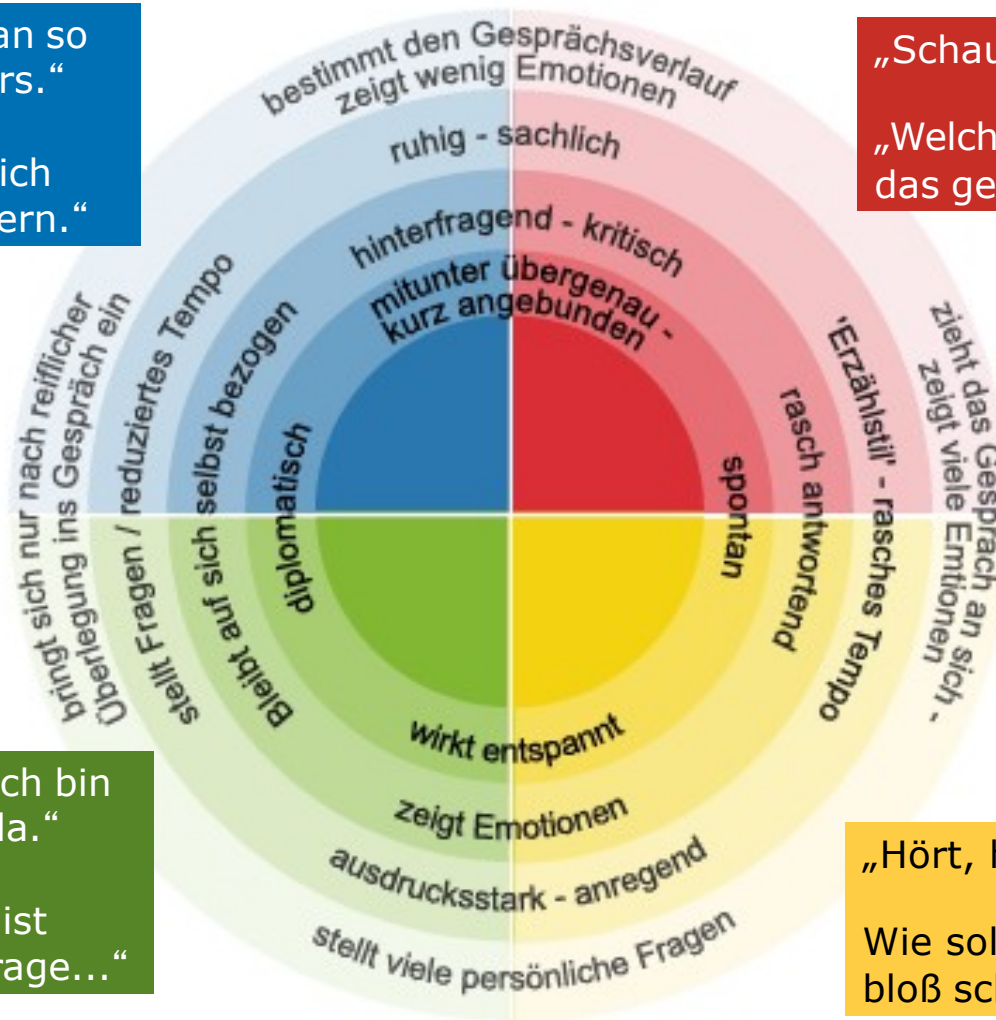 an so
rs.“
ich
ern.“
„Schau
„Welch
das ge
bestimmt den Gesprächsverlauf
zeigt wenig Emotionen
ruhig - sachlich
hinterfragend - kritisch
mitunter übergenau -
kurz angebunden
bringt sich nur nach reiflicher
Überlegung ins Gespräch ein
stellt Fragen / reduziertes Tempo
Bleibt auf sich selbst bezogen
diplomatisch
spontan
rasch antwortend
'Erzählstil' - rasches Tempo
zieht das Gespräch an sich -
zeigt viele Emtionen
wirkt entspannt
zeigt Emotionen
ausdrucksstark - anregend
stellt viele persönliche Fragen
ch bin
da.“
ist
rage...“
„Hört,
Wie sol
bloß